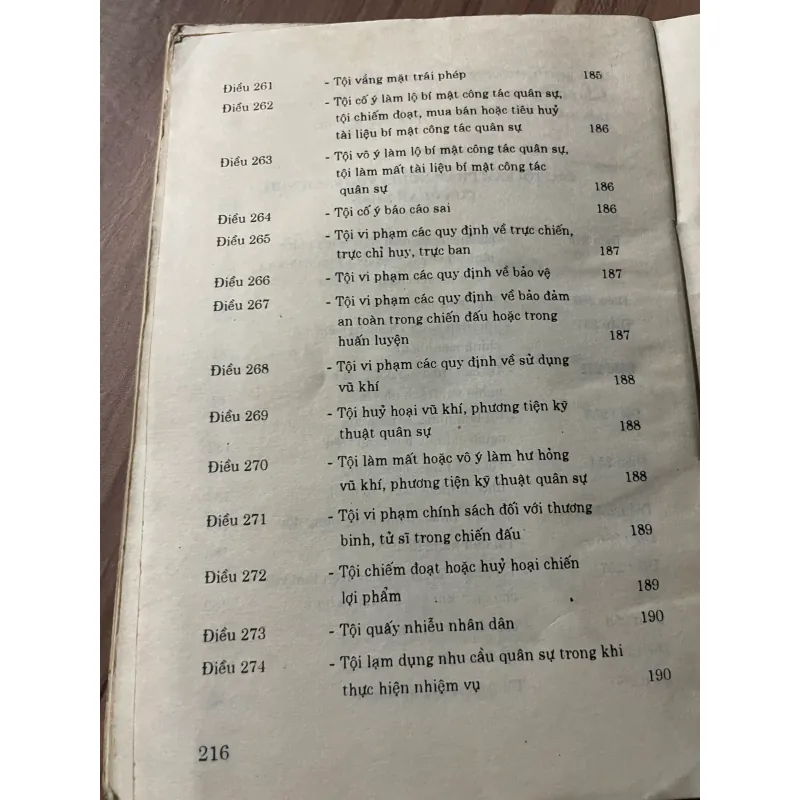 Điều 261 - Tội vắng mặt trái phép 185
Điều 262 - Tội cố ý làm lộ bí mật công tác quân sự,
tội chiếm đoạt, mua bán hoặc tiêu huỷ
tài liệu bí mật công tác quân sự 186
Điều 263 - Tội vô ý làm lộ bí mật công tác quân sự,
tội làm mất tài liệu bí mật công tác
quân sự 186
Điều 264 - Tội cố ý báo cáo sai 186
Điều 265 - Tội vi phạm các quy định về trực chiến,
trực chỉ huy, trực ban 187
Điều 266 - Tội vi phạm các quy định về bảo vệ 187
Điều 267 - Tội vi phạm các quy định về bảo đảm
an toàn trong chiến đấu hoặc trong
huấn luyện 187
Điều 268 - Tội vi phạm các quy định về sử dụng
vũ khí 188
Điều 269 - Tội huỷ hoại vũ khí, phương tiện kỹ
thuật quân sự 188
Điều 270 - Tội làm mất hoặc vô ý làm hư hỏng
vũ khí, phương tiện kỹ thuật quân sự 188
Điều 271 - Tội vi phạm chính sách đối với thương
binh, tử sĩ trong chiến đấu 189
Điều 272 - Tội chiếm đoạt hoặc huỷ hoại chiến
lợi phẩm 189
Điều 273 - Tội quấy nhiễu nhân dân 190
Điều 274 - Tội lạm dụng nhu cầu quân sự trong khi
thực hiện nhiệm vụ 190
216